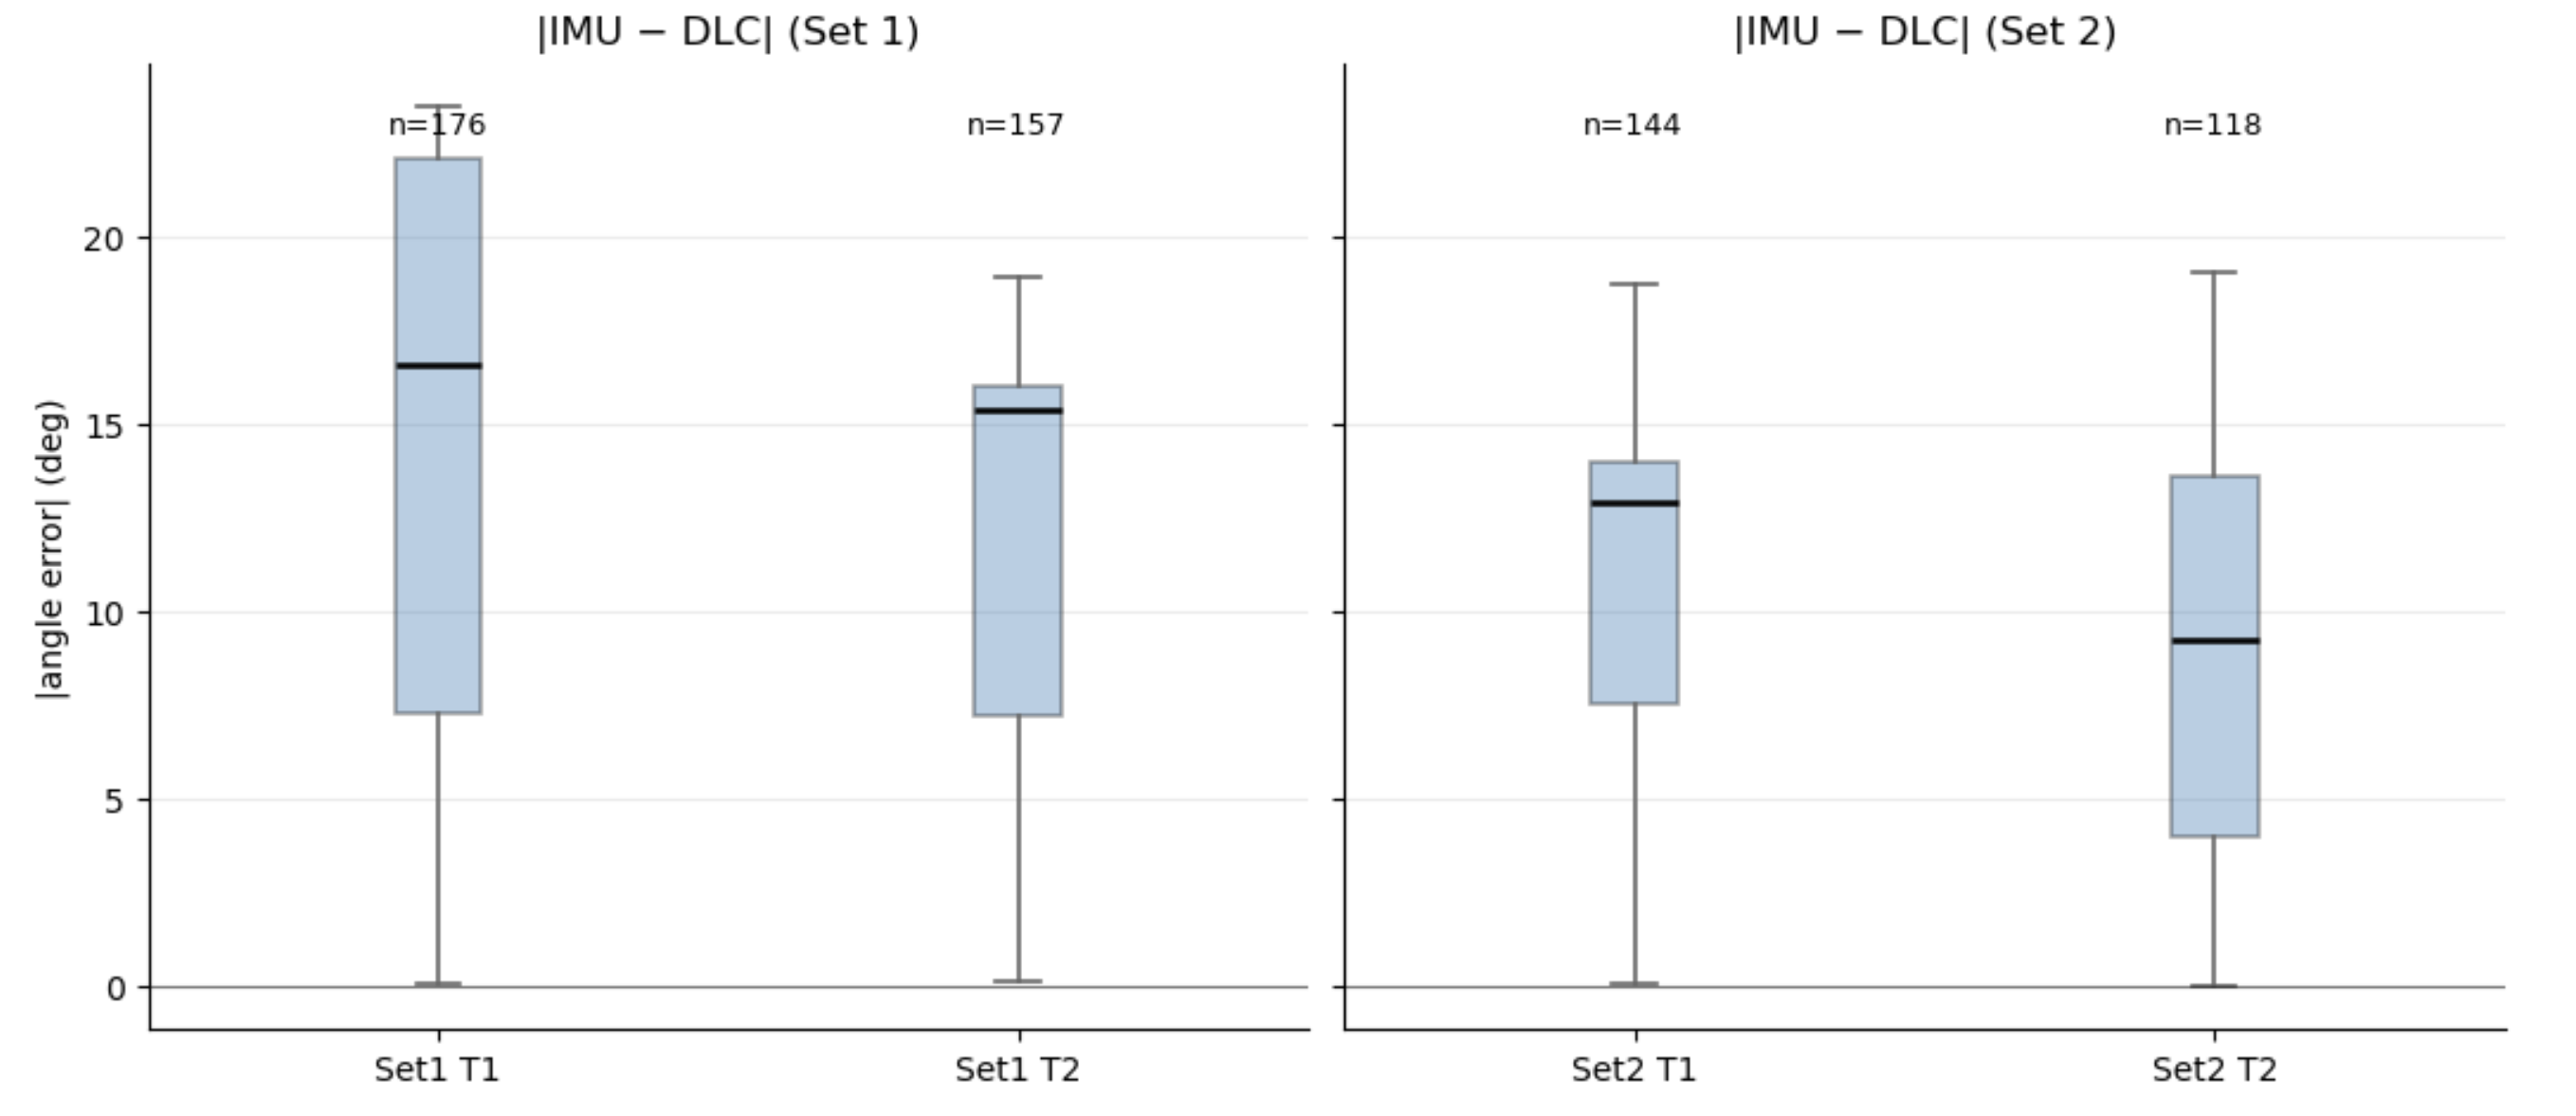 |IMU − DLC| (Set 1)
|IMU − DLC| (Set 2)
n=176
n=157
n=144
n=118
20
15
10
5
0
|angle error| (deg)
Set1 T1
Set1 T2
Set2 T1
Set2 T2